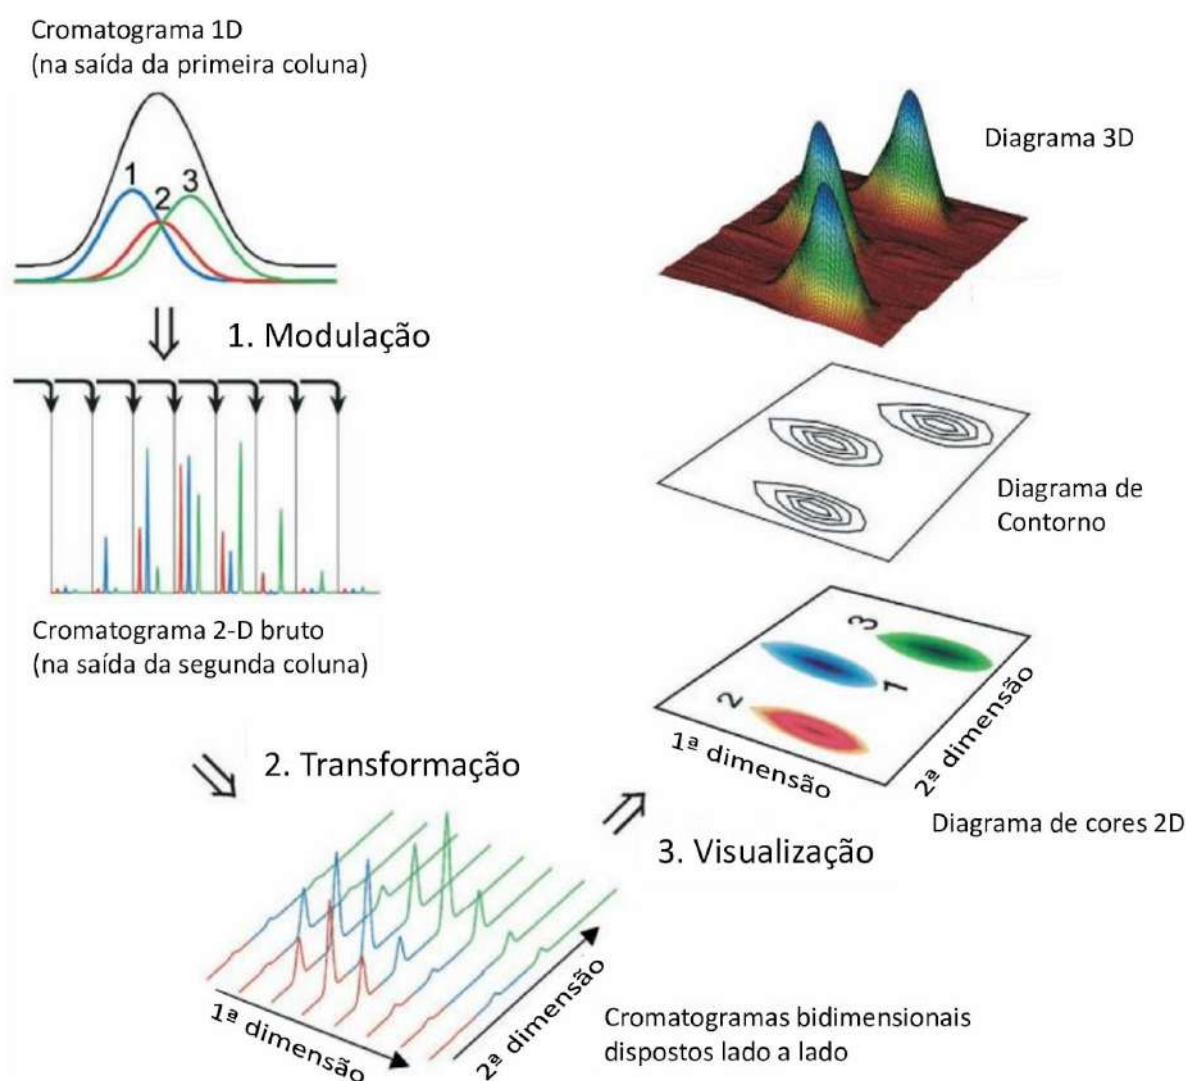 Cromatograma 1D
(na saída da primeira coluna)
1
2
3
1. Modulação
Cromatograma 2-D bruto
(na saída da segunda coluna)
2. Transformação
1ª dimensão
2ª dimensão
Cromatogramas bidimensionais
dispostos lado a lado
3. Visualização
Diagrama 3D
Diagrama de
Contorno
3
1
2
1ª dimensão
2ª dimensão
Diagrama de cores 2D